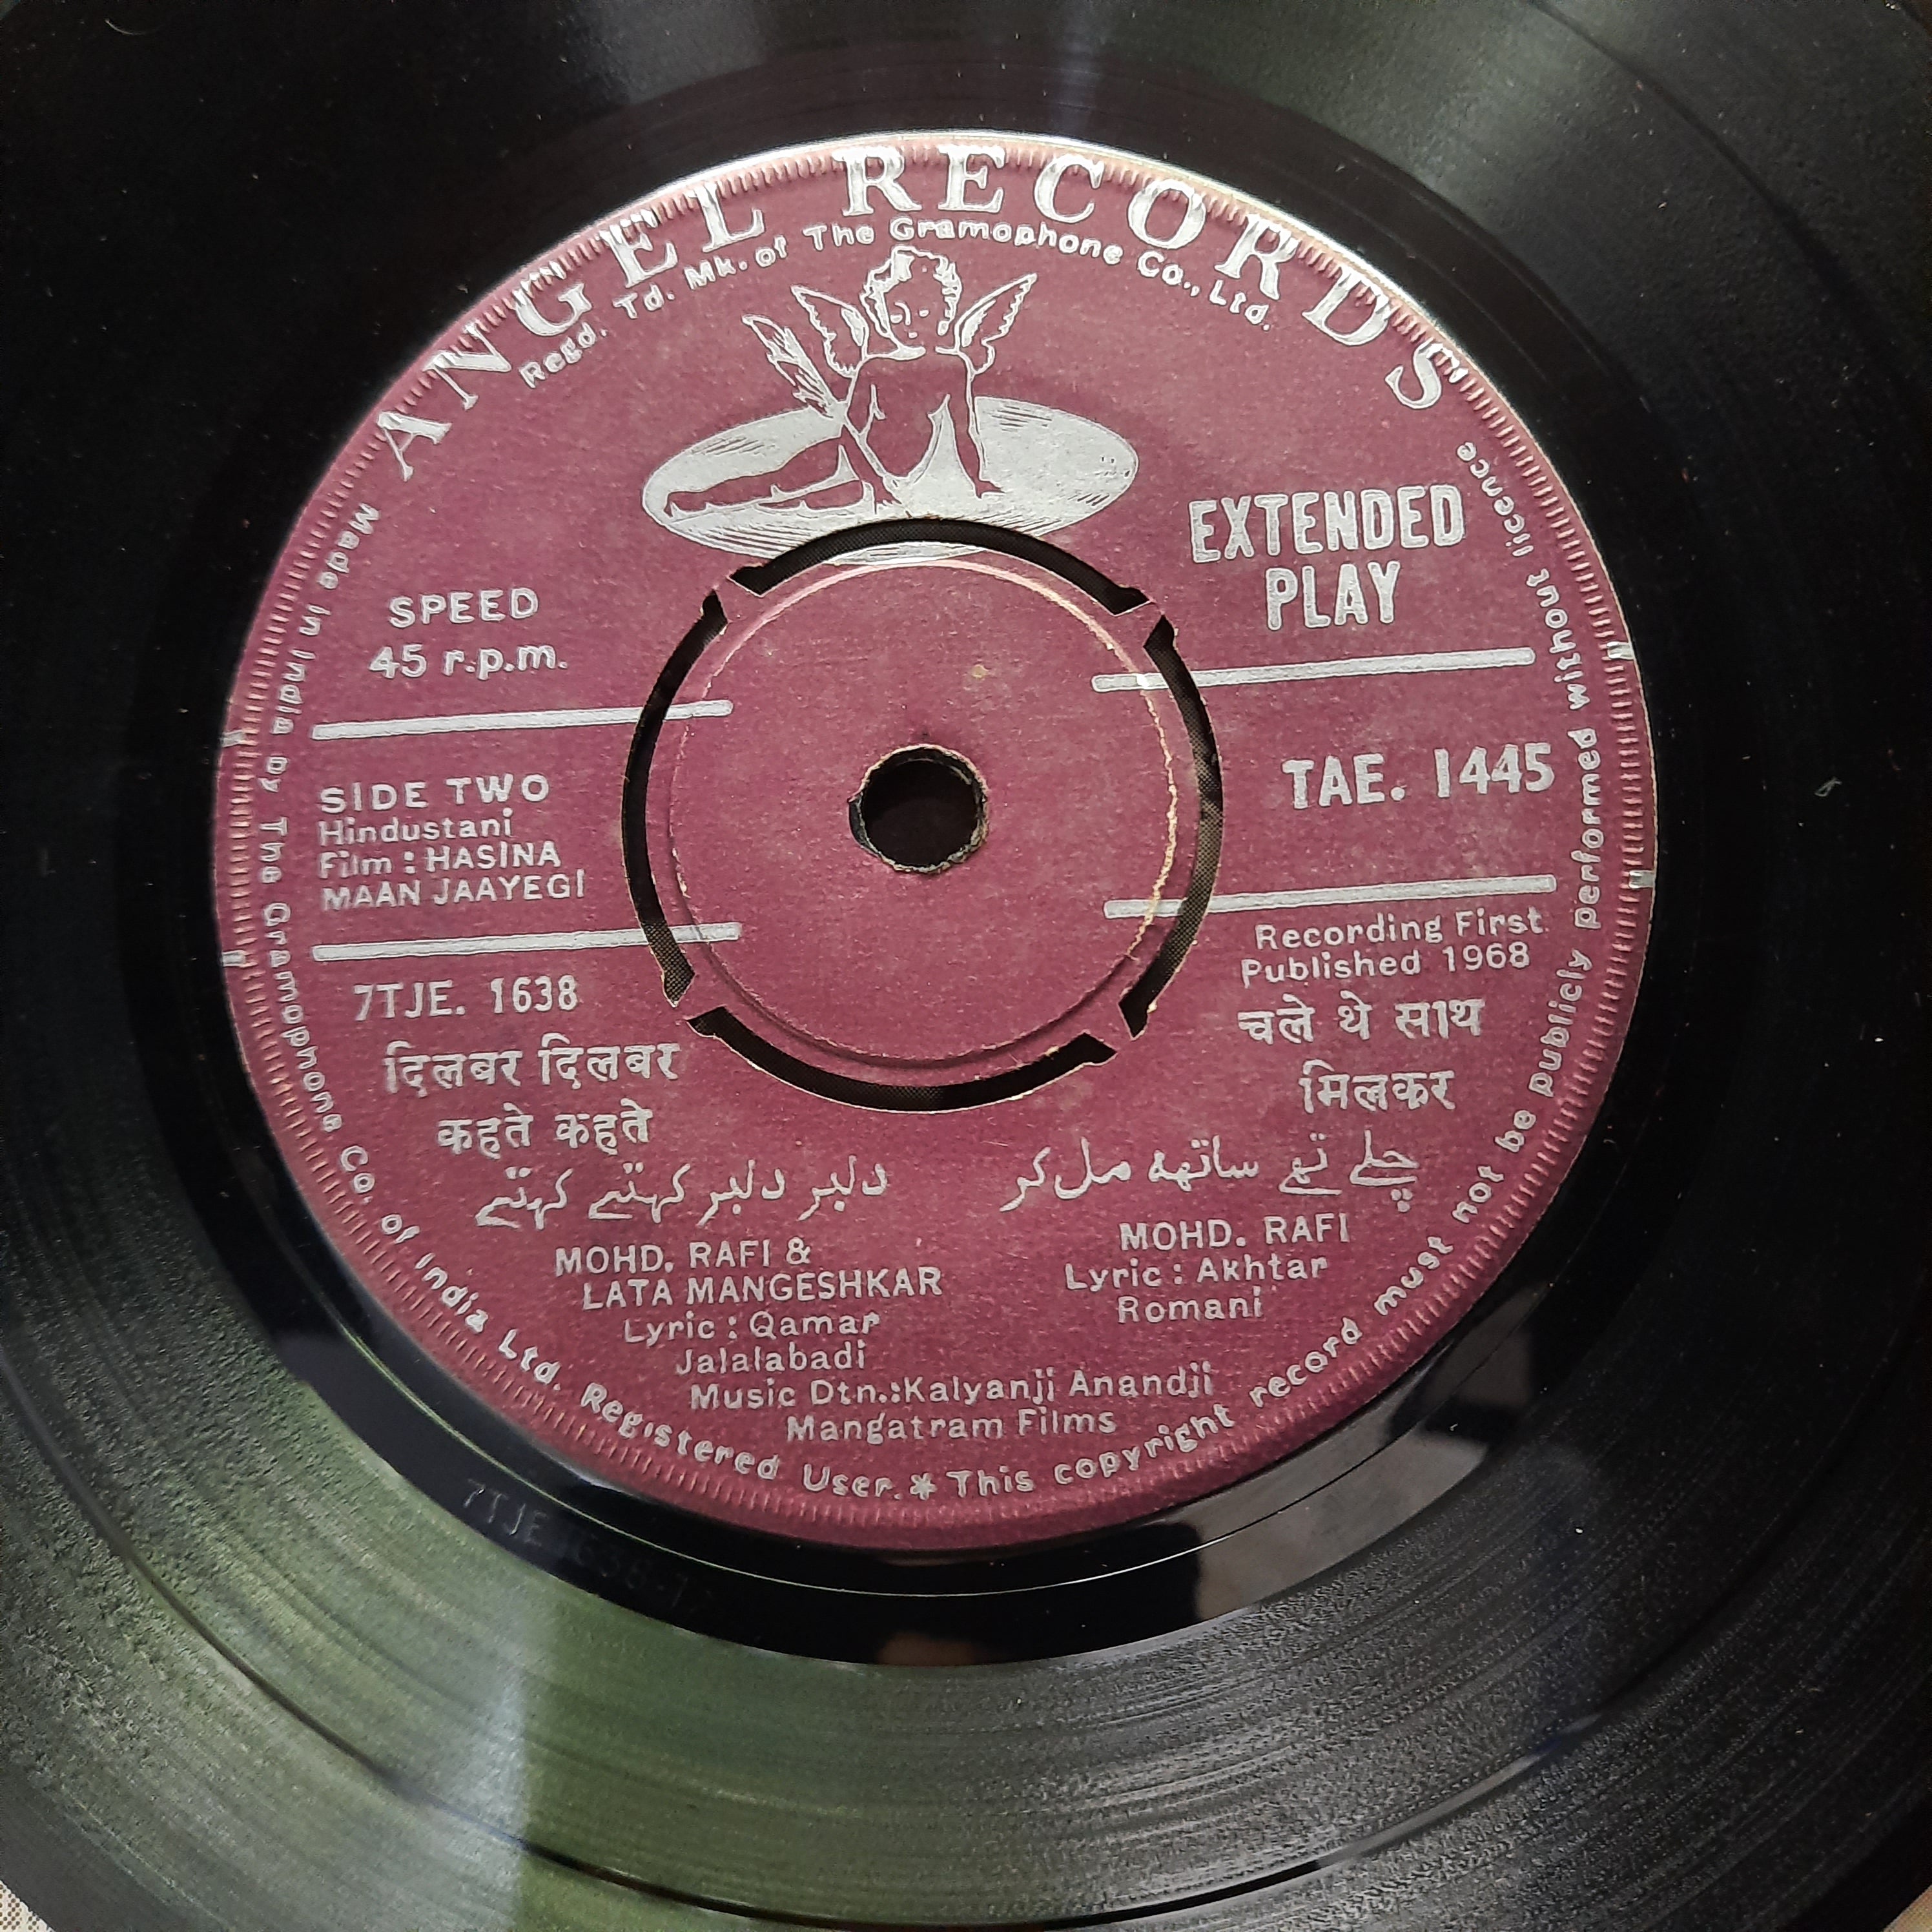 ANGEL RECORDS
Regd. Td. Mk. of The Gramophone Co., Ltd.
EXTENDED
PLAY
SPEED
45 r.p.m.
TAE. 1445
SIDE TWO
Hindustani
Film : HASINA
MAAN JAAYEGI
Recording First
Published 1968
7TJE. 1638
दिलबर दिलबर
कहते कहते
دلبر دلبر کہتے کہتے
MOHD. RAFI &
LATA MANGESHKAR
Lyric : Qamar
Jalalabadi
चले थे साथ
मिलकर
چلے تھے ساتھ مل کر
MOHD. RAFI
Lyric : Akhtar
Romani
Music Dtn.:Kalyanji Anandji
Mangatram Films
Made in India by The Gramophone Co. of India Ltd. Registered User. * This copyright record must not be publicly performed without licence
7TJE 1638-1